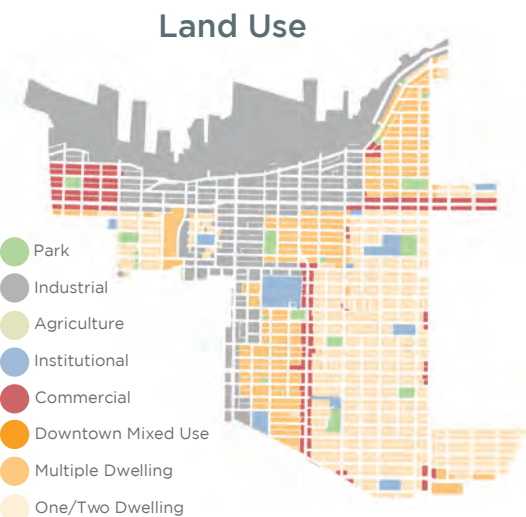 Land Use
Park
Industrial
Agriculture
Institutional
Commercial
Downtown Mixed Use
Multiple Dwelling
One/Two Dwelling